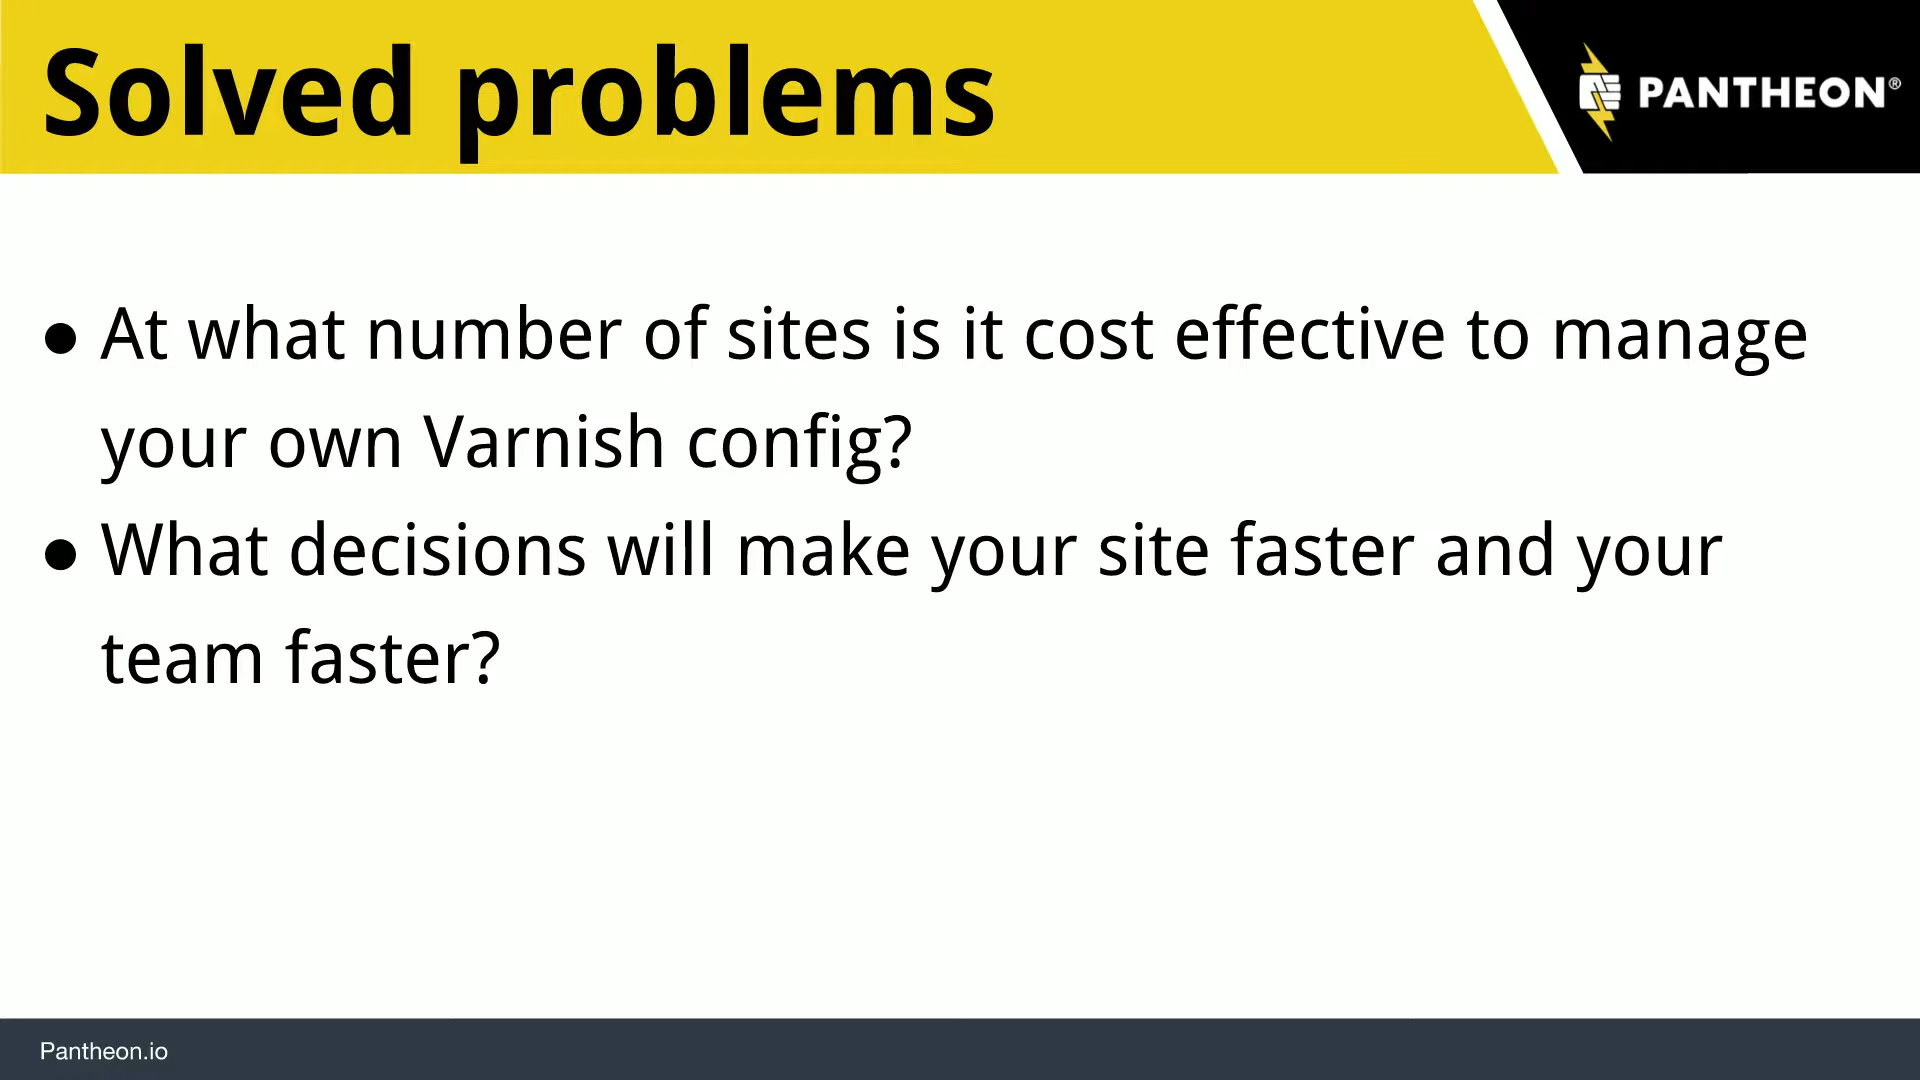 Solved problems
PANTHEON®
● At what number of sites is it cost effective to manage
your own Varnish config?
● What decisions will make your site faster and your
team faster?
Pantheon.io